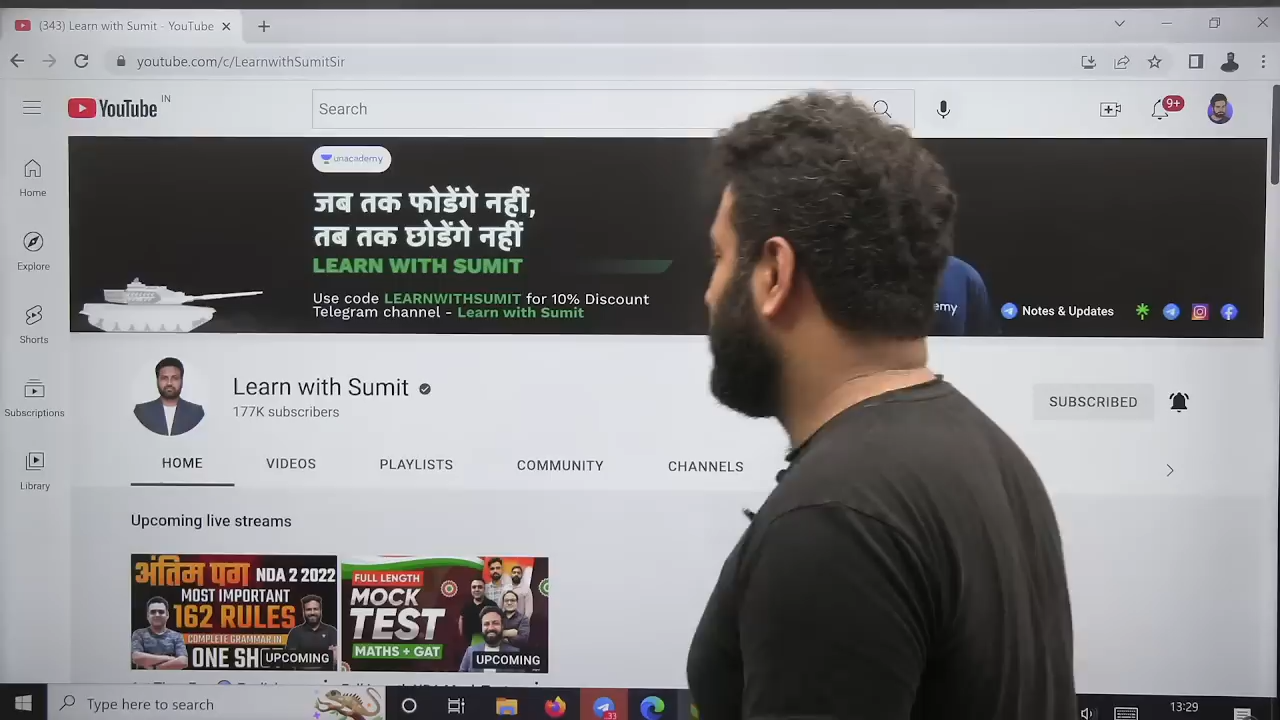 (343) Learn with Sumit - YouTube
youtube.com/c/LearnwithSumitSir
YouTube IN
Search
9+
Home
Explore
Shorts
Subscriptions
Library
unacademy
जब तक फोडेंगे नहीं,
तब तक छोडेंगे नहीं
LEARN WITH SUMIT
Use code LEARNWITHSUMIT for 10% Discount
Telegram channel - Learn with Sumit
emy
Notes & Updates
Learn with Sumit
177K subscribers
SUBSCRIBED
HOME
VIDEOS
PLAYLISTS
COMMUNITY
CHANNELS
Upcoming live streams
अंतिम पग NDA 2 2022
MOST IMPORTANT
162 RULES
COMPLETE GRAMMAR IN
ONE SH
UPCOMING
FULL LENGTH
MOCK
TEST
MATHS + GAT
UPCOMING
Type here to search
33
13:29